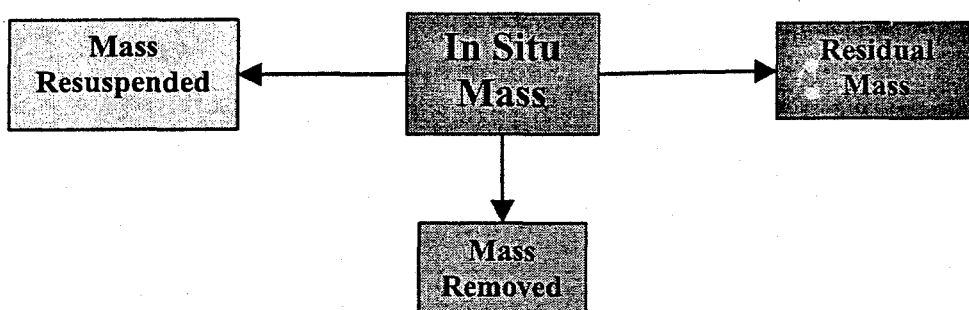 Mass
Resuspended
In Situ
Mass
Residual
Mass
Mass
Removed